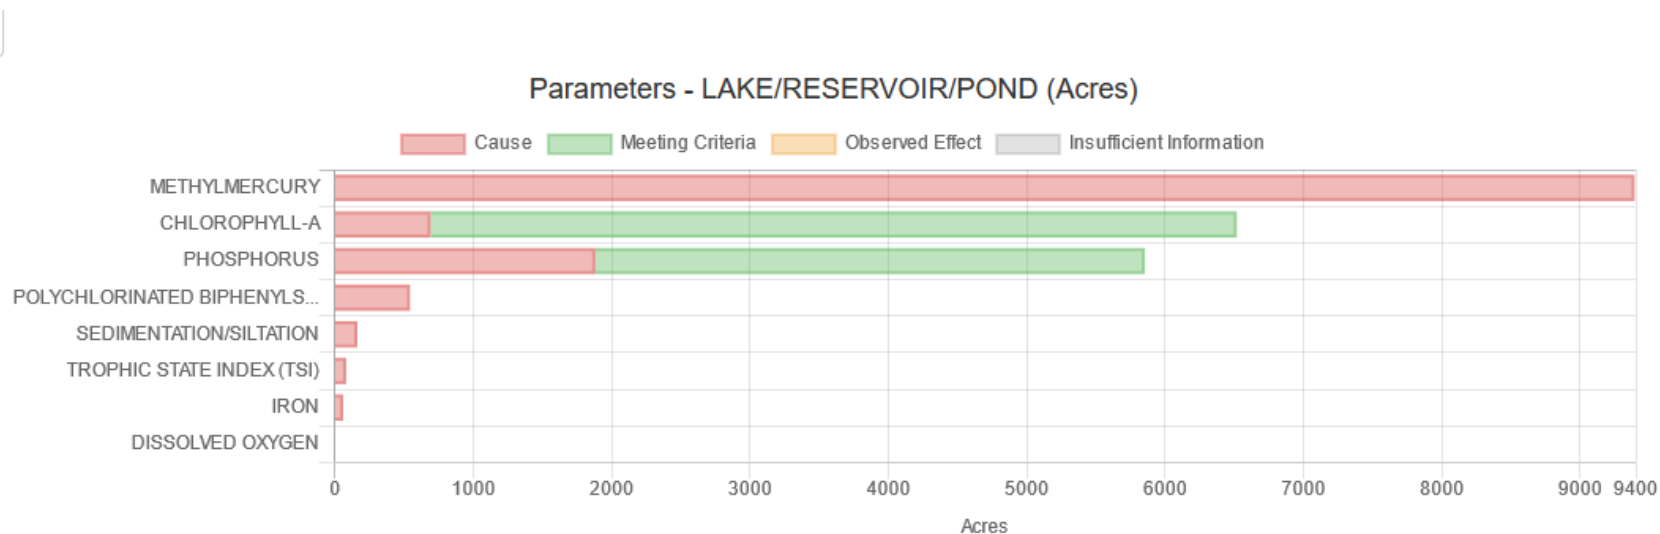 Parameters - LAKE/RESERVOIR/POND (Acres)
Cause Meeting Criteria Observed Effect Insufficient Information
METHYLMERCURY
CHLOROPHYLL-A
PHOSPHORUS
POLYCHLORINATED BIPHENYLS...
SEDIMENTATION/SILTATION
TROPHIC STATE INDEX (TSI)
IRON
DISSOLVED OXYGEN
0 1000 2000 3000 4000 5000 6000 7000 8000 9000 9400
Acres